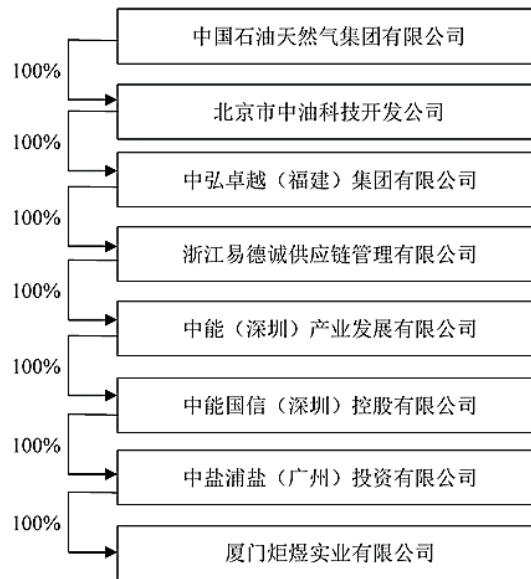 中国石油天然气集团有限公司
100%
北京市中油科技开发公司
100%
中弘卓越（福建）集团有限公司
100%
浙江易德诚供应链管理有限公司
100%
中能（深圳）产业发展有限公司
100%
中能国信（深圳）控股有限公司
100%
中盐浦盐（广州）投资有限公司
100%
厦门炬煜实业有限公司